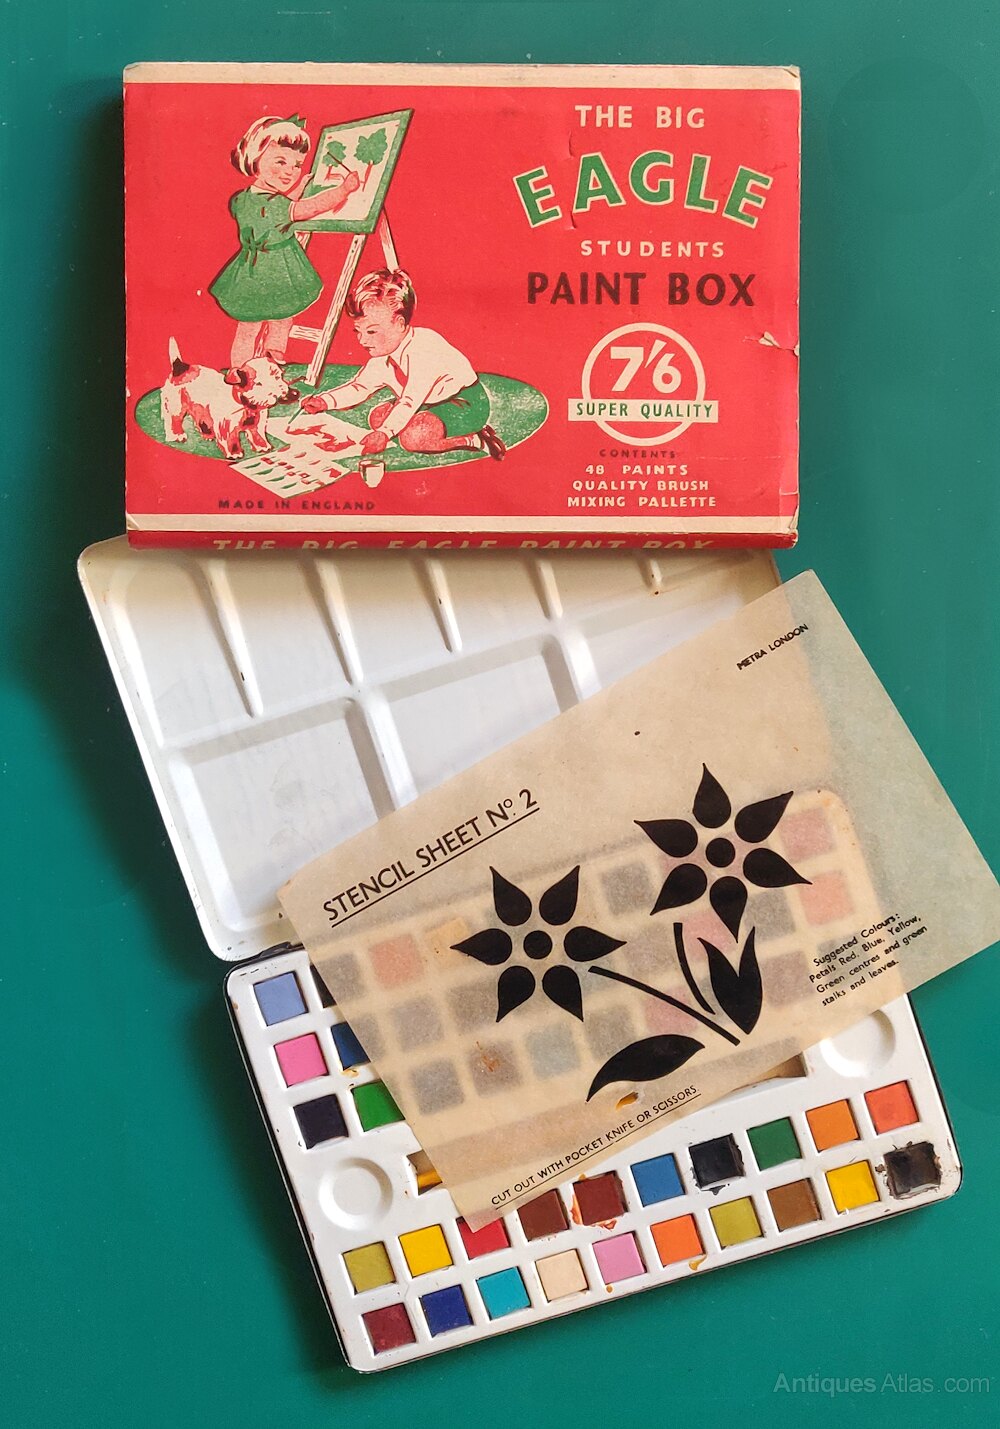 THE BIG
EAGLE
STUDENTS
PAINT BOX
7/6
SUPER QUALITY
CONTENTS
48 PAINTS
QUALITY BRUSH
MIXING PALLETTE
MADE IN ENGLAND
THE BIG EAGLE PAINT BOX
METRA LONDON
STENCIL SHEET Nº. 2
Suggested Colours:
Petals Red, Blue, Yellow,
Green centres and green
stalks and leaves.
CUT OUT WITH POCKET KNIFE OR SCISSORS
AntiquesAtlas.com